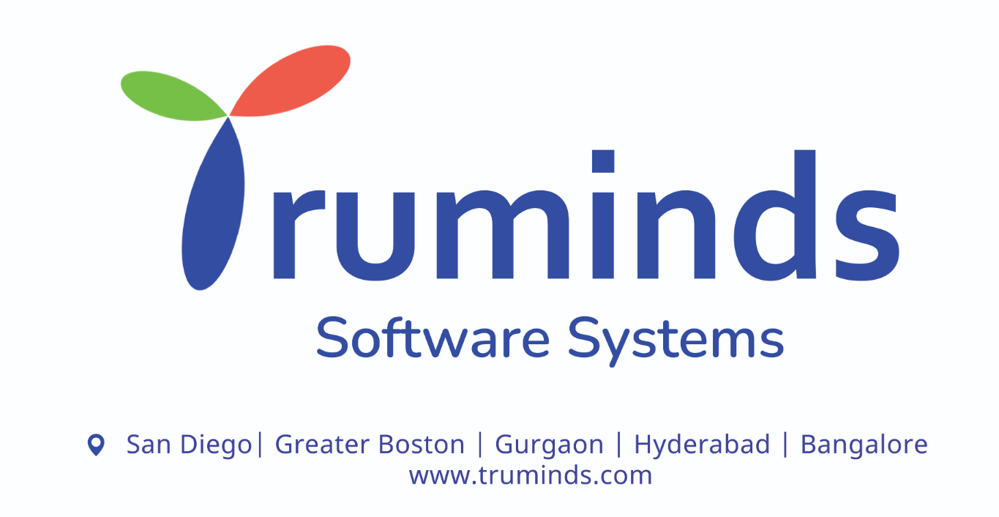 Truminds
Software Systems
San Diego| Greater Boston | Gurgaon | Hyderabad | Bangalore
www.truminds.com